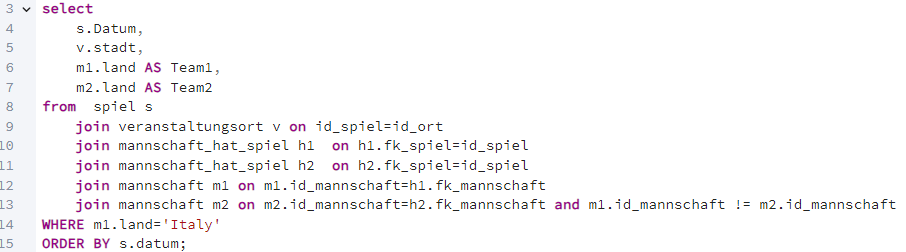 3 select
4 s.Datum,
5 v.stadt,
6 m1.land AS Team1,
7 m2.land AS Team2
8 from  spiel s
9 join veranstaltungsort v on id_spiel=id_ort
10 join mannschaft_hat_spiel h1  on h1.fk_spiel=id_spiel
11 join mannschaft_hat_spiel h2  on h2.fk_spiel=id_spiel
12 join mannschaft m1 on m1.id_mannschaft=h1.fk_mannschaft
13 join mannschaft m2 on m2.id_mannschaft=h2.fk_mannschaft and m1.id_mannschaft != m2.id_mannschaft
14 WHERE m1.land='Italy'
15 ORDER BY s.datum;